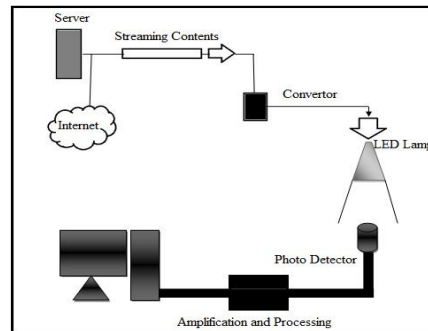 Server
Streaming Contents
Internet
Convertor
LED Lamp
Photo Detector
Amplification and Processing